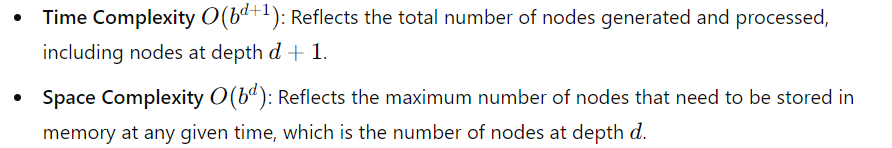 • Time Complexity O(b^{d+1}): Reflects the total number of nodes generated and processed,
including nodes at depth d + 1.
• Space Complexity O(b^d): Reflects the maximum number of nodes that need to be stored in
memory at any given time, which is the number of nodes at depth d.